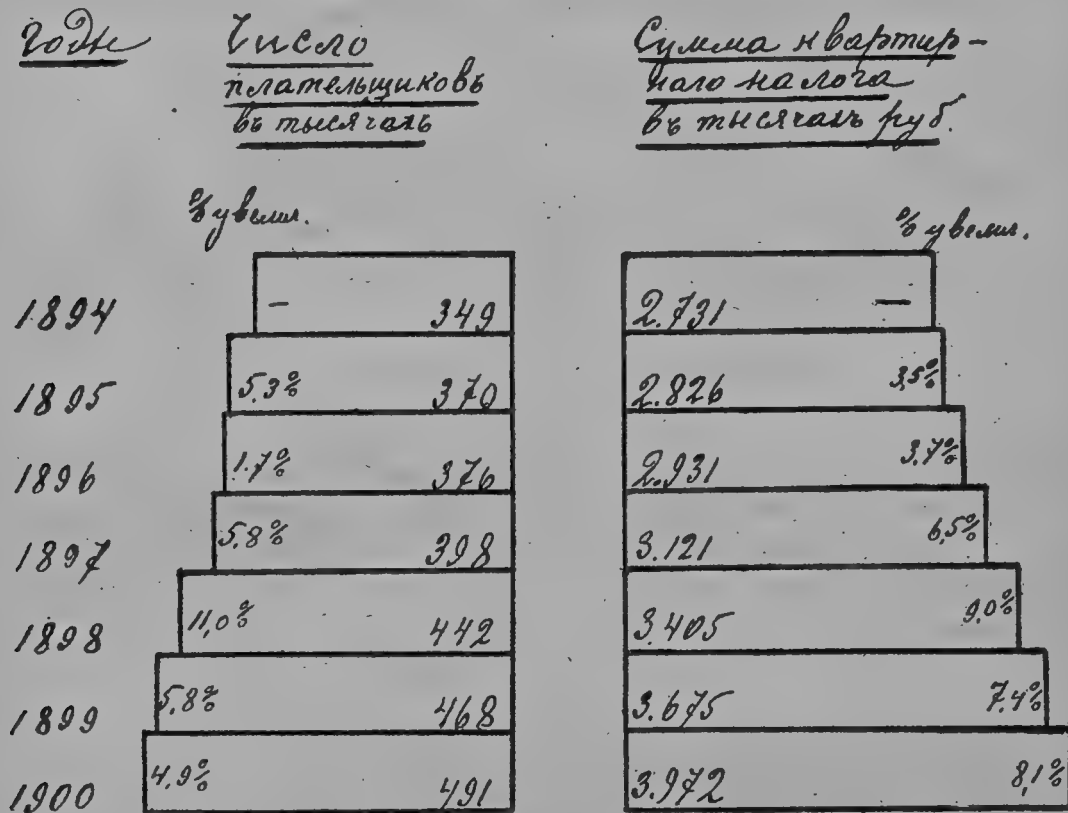 Годы
Число
плательщиковъ
въ тысячахъ
Сумма квартир-
наго налога
въ тысячахъ руб.
% увелич.
% увелич.
1894 — 349 2.731 —
1895 5.3% 370 2.826 3,5%
1896 1.7% 376 2.931 3.7%
1897 5.8% 398 3.121 6,5%
1898 11,0% 442 3.405 9.0%
1899 5,8% 468 3.675 7.4%
1900 4.9% 491 3.972 8,1%